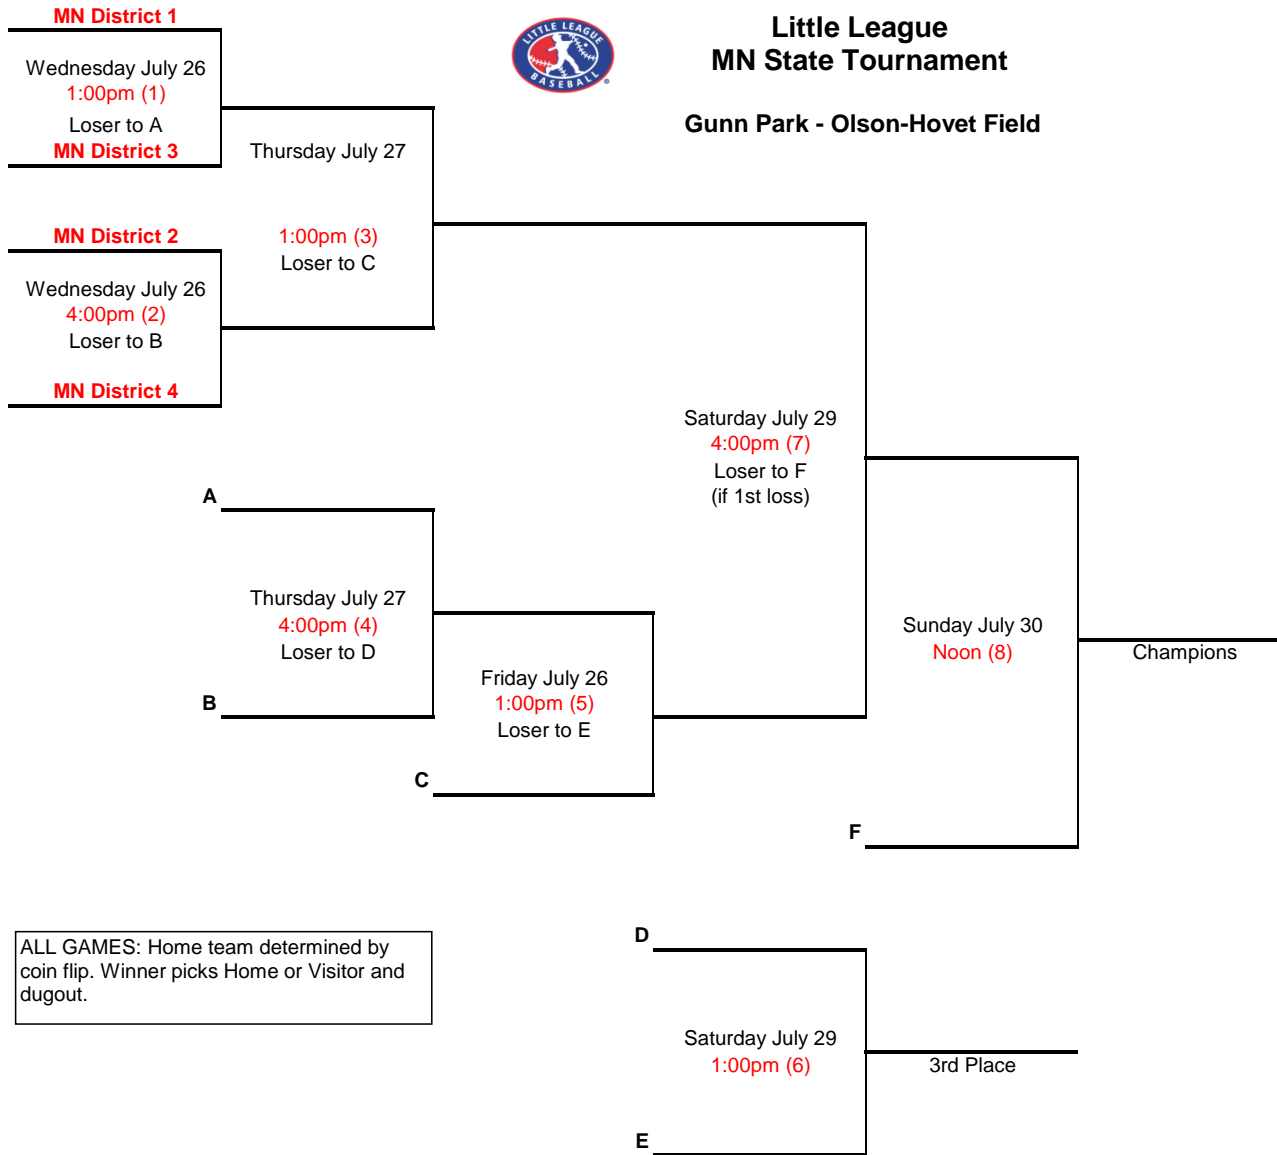 MN District 1
Wednesday July 26
1:00pm (1)
Loser to A
MN District 3
LITTLE LEAGUE
BASEBALL
®
Little League
MN State Tournament
Gunn Park - Olson-Hovet Field
Thursday July 27
1:00pm (3)
Loser to C
MN District 2
Wednesday July 26
4:00pm (2)
Loser to B
MN District 4
Saturday July 29
4:00pm (7)
Loser to F
(if 1st loss)
A
Thursday July 27
4:00pm (4)
Loser to D
B
Friday July 26
1:00pm (5)
Loser to E
C
Sunday July 30
Noon (8)
Champions
F
ALL GAMES: Home team determined by
coin flip. Winner picks Home or Visitor and
dugout.
D
Saturday July 29
1:00pm (6)
3rd Place
E